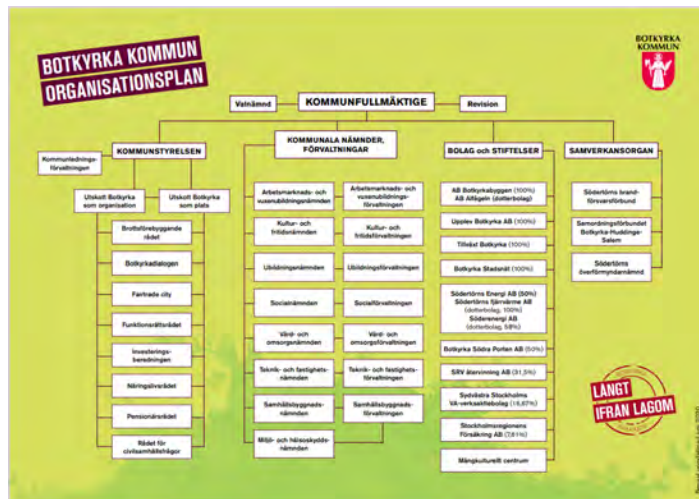 BOTKYRKA KOMMUN
ORGANISATIONSPLAN
BOTKYRKA
KOMMUN
Valnämnd
KOMMUNFULLMÄKTIGE
Revision
KOMMUNSTYRELSEN
Kommunlednings-
förvaltningen
Utskott Botkyrka
som organisation
Utskott Botkyrka
som plats
Brottsförebyggande
rådet
Botkyrkadialogen
Fairtrade city
Funktionsrättsrådet
Investerings-
beredningen
Näringslivsrådet
Pensionärsrådet
Rådet för
civilsamhällsfrågor
KOMMUNALA NÄMNDER,
FÖRVALTNINGAR
Arbetsmarknads- och
vuxenutbildningsnämnden
Arbetsmarknads- och
vuxenutbildnings-
förvaltningen
Kultur- och
fritidsnämnden
Kultur- och
fritidsförvaltningen
Utbildningsnämnden
Utbildningsförvaltningen
Socialnämnden
Socialförvaltningen
Vård- och
omsorgsnämnden
Vård- och
omsorgsförvaltningen
Teknik- och fastighets-
nämnden
Teknik- och fastighets-
förvaltningen
Samhällsbyggnads-
nämnden
Samhällsbyggnads-
förvaltningen
Miljö- och hälsoskydds-
nämnden
BOLAG och STIFTELSER
AB Botkyrkabyggen (100%)
AB Alfågeln (dotterbolag)
Upplev Botkyrka AB (100%)
Tillväxt Botkyrka (100%)
Botkyrka Stadsnät (100%)
Södertörns Energi AB (50%)
Södertörns fjärrvärme AB
(dotterbolag, 100%)
Söderenergi AB
(dotterbolag, 58%)
Botkyrka Södra Porten AB (50%)
SRV återvinning AB (31,5%)
Sydvästra Stockholms
VA-verksaktiebolag (16,67%)
Stockholmsregionens
Försäkring AB (7,61%)
Mångkulturellt centrum
SAMVERKANSORGAN
Södertörns brand-
försvarsförbund
Samordningsförbundet
Botkyrka-Huddinge-
Salem
Södertörns
överförmyndarnämnd
LÅNGT
IFRÅN LAGOM